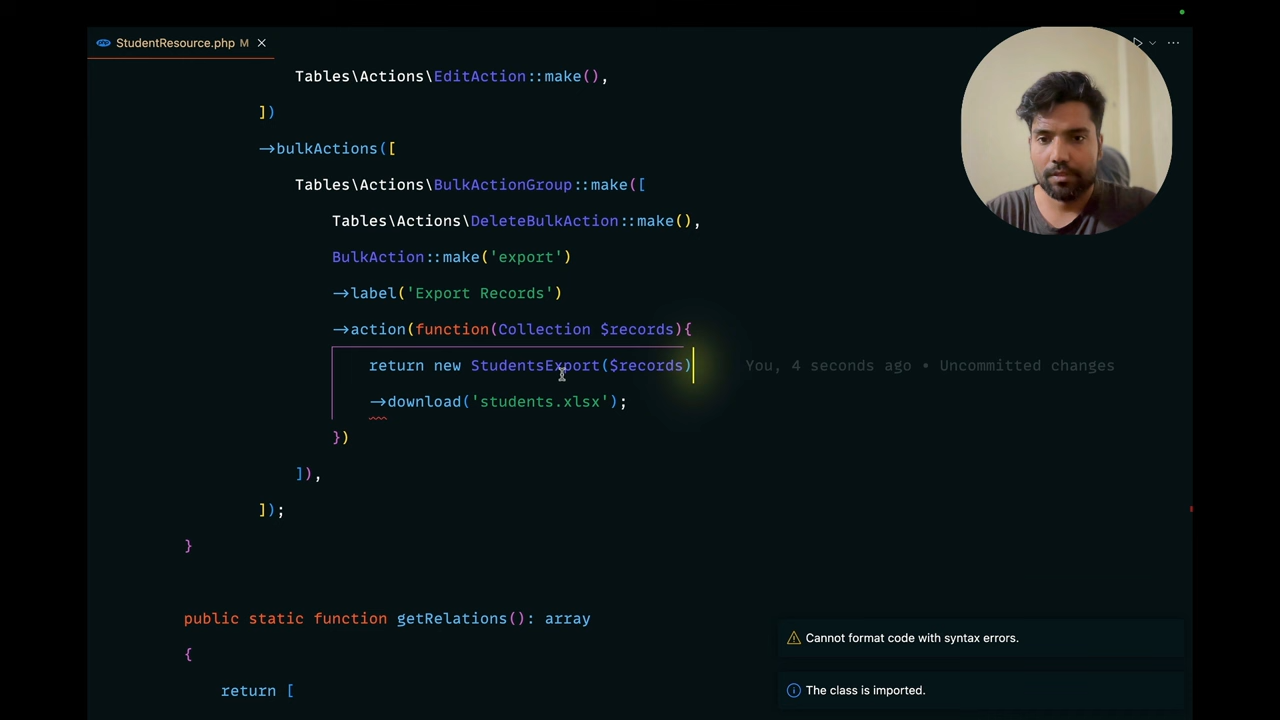 StudentResource.php M
Tables\Actions\EditAction::make(),
])
->bulkActions([
Tables\Actions\BulkActionGroup::make([
Tables\Actions\DeleteBulkAction::make(),
BulkAction::make('export')
->label('Export Records')
->action(function(Collection $records){
return new StudentsExport($records) You, 4 seconds ago • Uncommitted changes
->download('students.xlsx');
})
]),
]);
}
public static function getRelations(): array
{
return [
Cannot format code with syntax errors.
The class is imported.